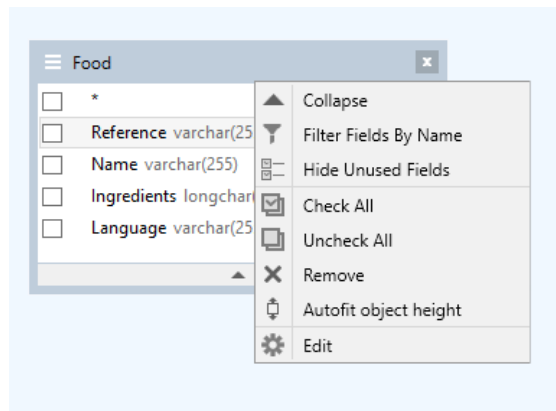 Food
*
Reference varchar(25
Name varchar(255)
Ingredients longchar(
Language varchar(25
Collapse
Filter Fields By Name
Hide Unused Fields
Check All
Uncheck All
Remove
Autofit object height
Edit